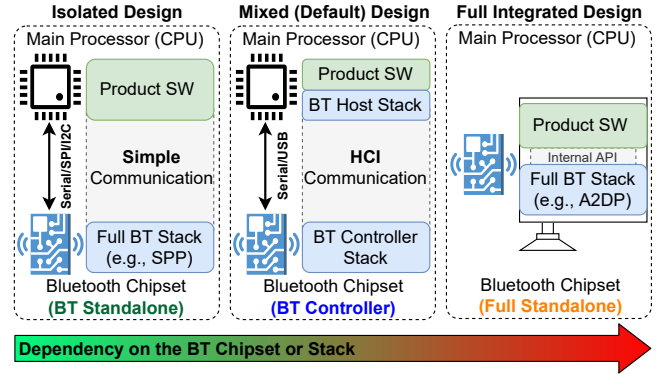 Isolated Design
Main Processor (CPU)
Product SW
Serial/SPI/I2C
Simple
Communication
Full BT Stack
(e.g., SPP)
Bluetooth Chipset
(BT Standalone)
Mixed (Default) Design
Main Processor (CPU)
Product SW
BT Host Stack
Serial/USB
HCI
Communication
BT Controller
Stack
Bluetooth Chipset
(BT Controller)
Full Integrated Design
Main Processor (CPU)
Product SW
Internal API
Full BT Stack
(e.g., A2DP)
Bluetooth Chipset
(Full Standalone)
Dependency on the BT Chipset or Stack